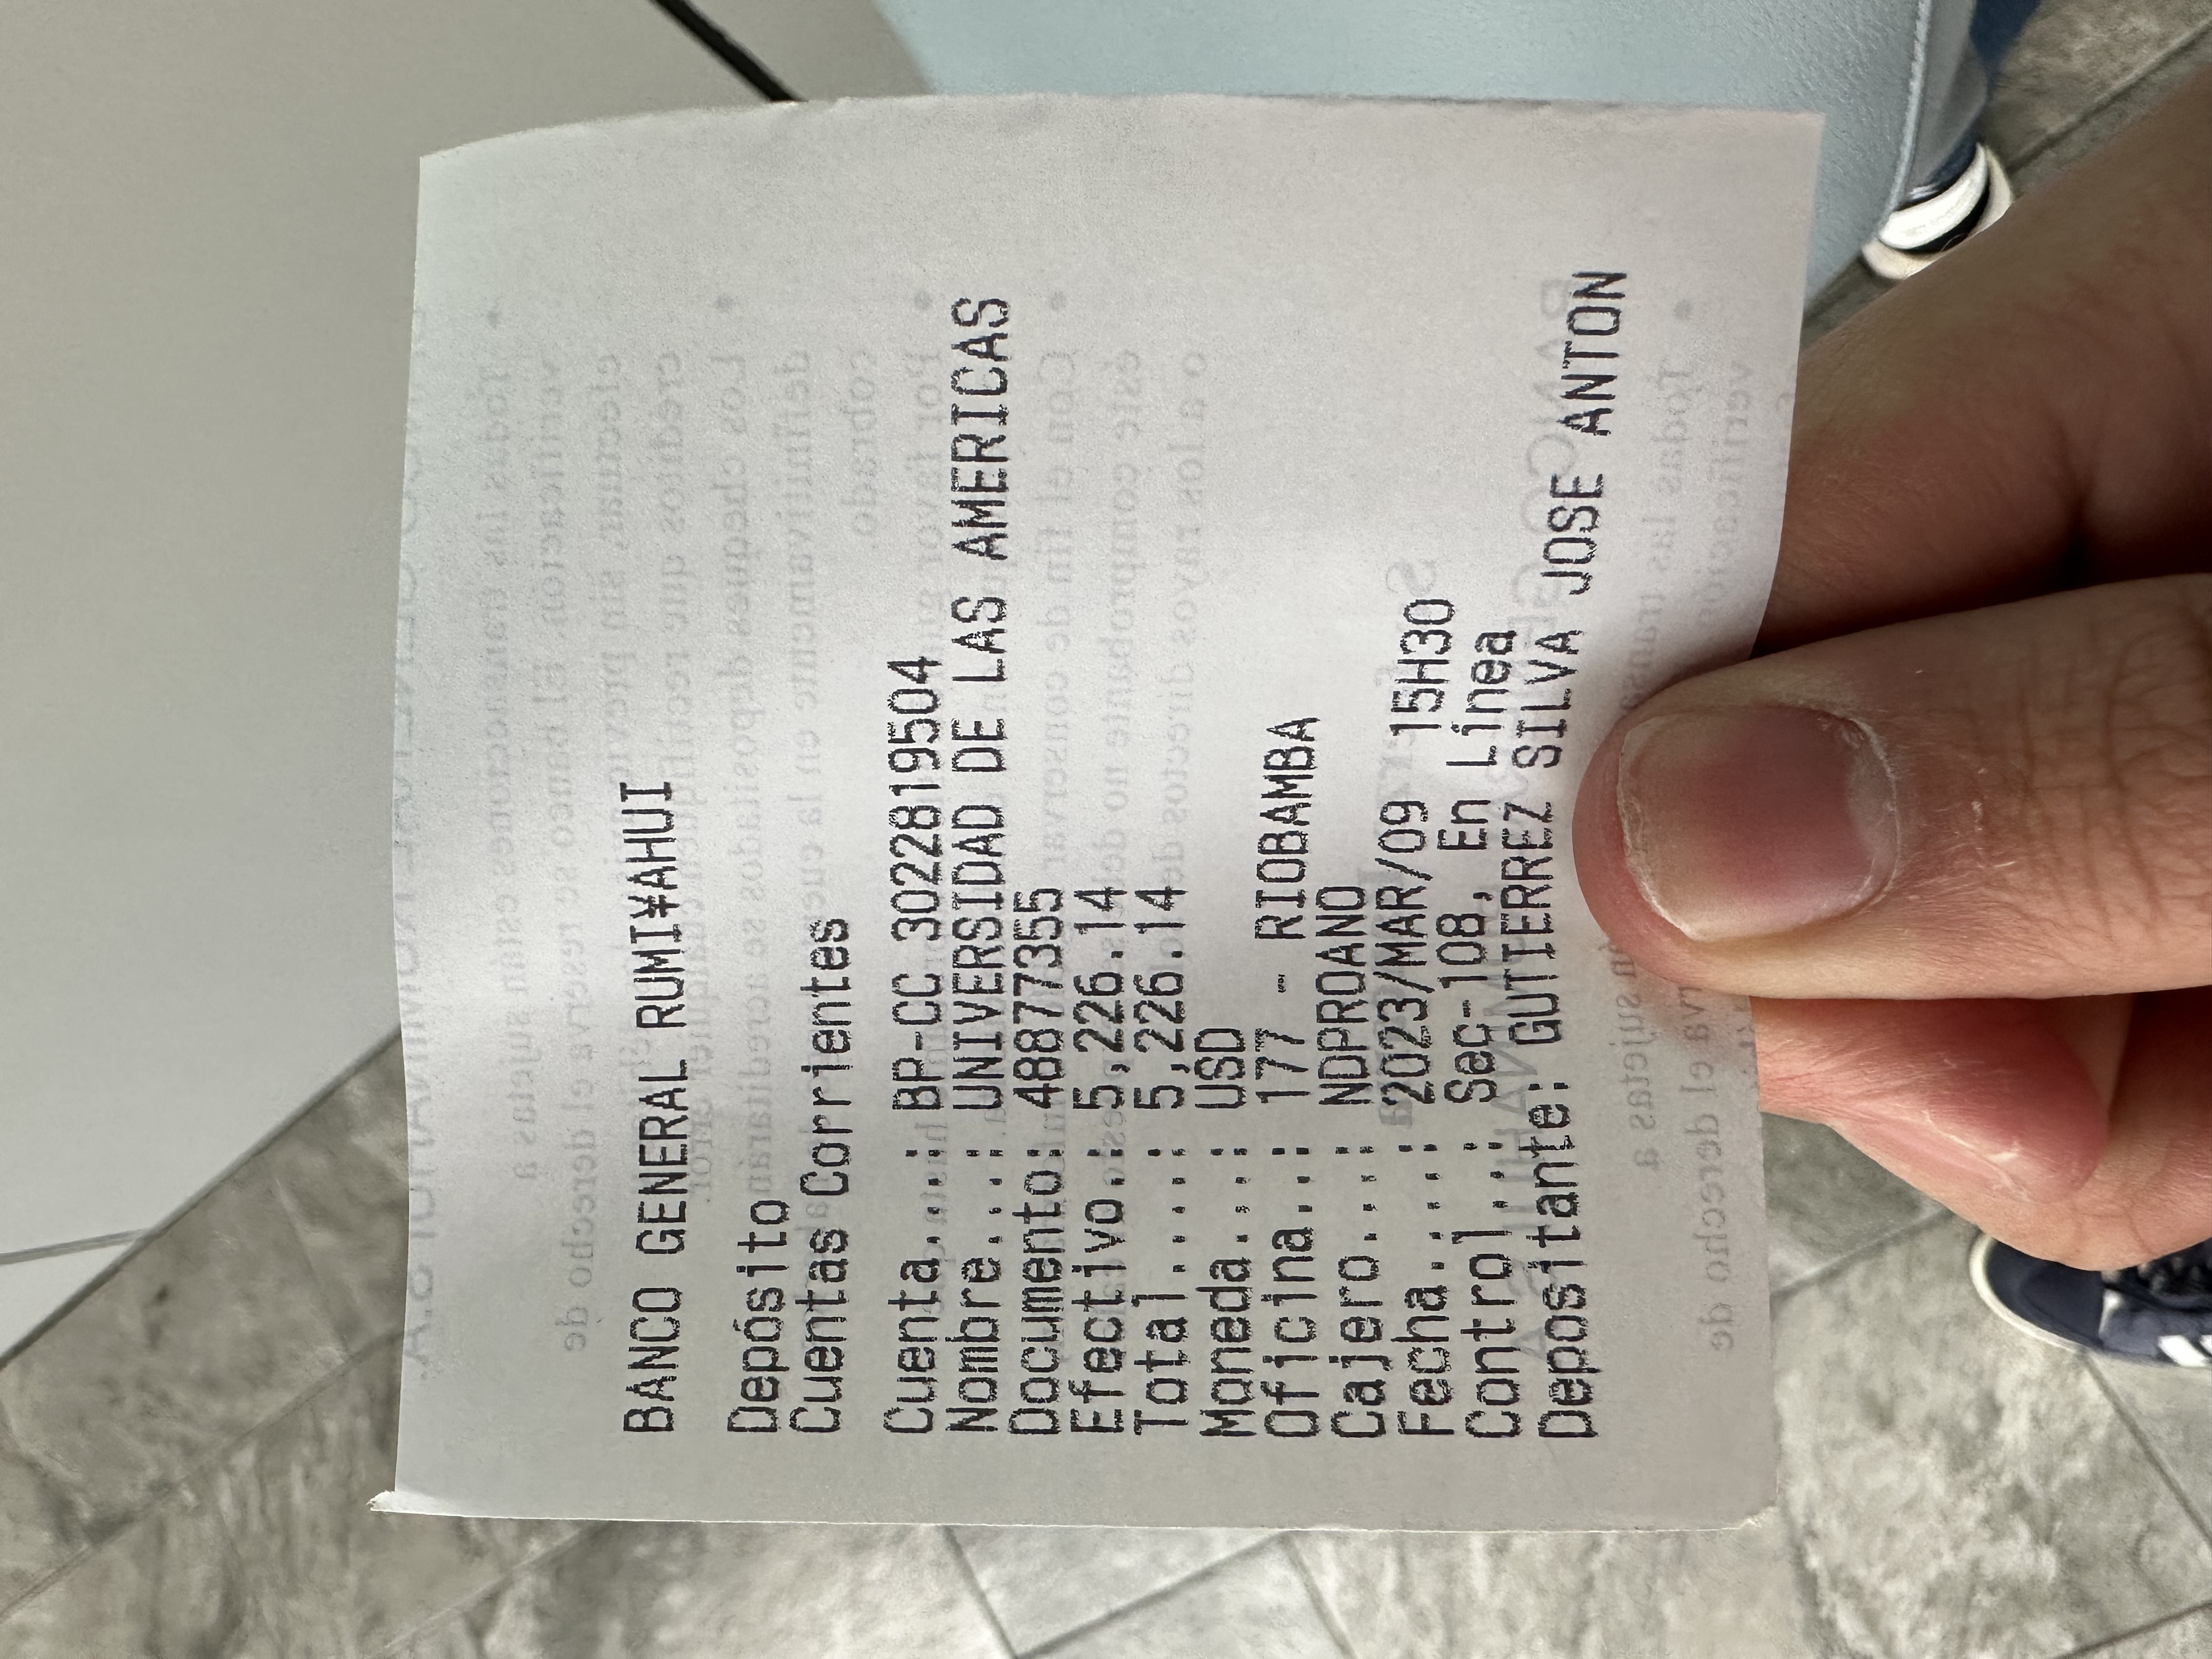 BANCO GENERAL RUMI¥AHUI
Depósito
Cuentas Corrientes
Cuenta...: BP-CC 3022819504
Nombre...: UNIVERSIDAD DE LAS AMERICAS
Documento: 48877355
Efectivo.: 5,226.14
Total....: 5,226.14
Moneda...: USD
Oficina..: 177 - RIOBAMBA
Cajero...: NDPROANO
Fecha....: 2023/MAR/09 15H30
Control..: Sec-108, En Línea
Depositante: GUTIERREZ SILVA JOSE ANTON